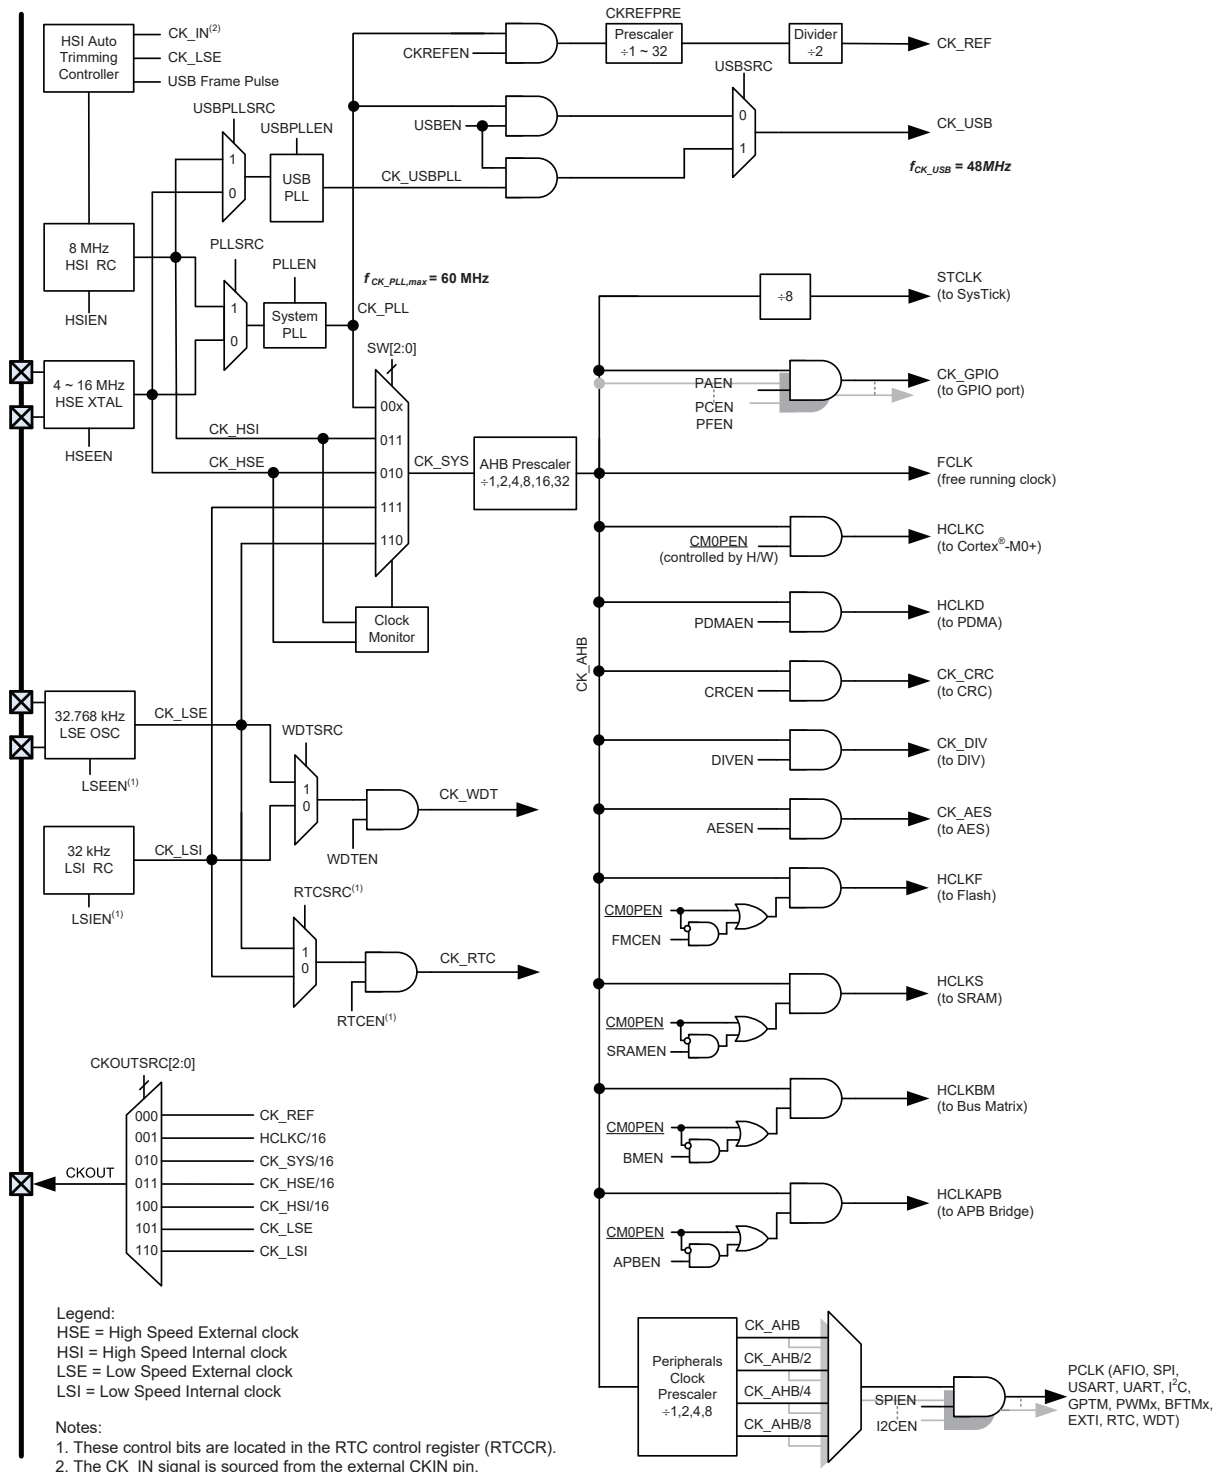 CKREFPRE
HSI Auto
Trimming
Controller
CK_IN(2)
CK_LSE
USB Frame Pulse
CKREFEN
Prescaler
÷1 ~ 32
Divider
÷2
CK_REF
USBSRC
USBPLLSRC
USBPLLEN
USBEN
0
1
CK_USB
1
0
USB
PLL
CK_USBPLL
fCK_USB = 48MHz
8 MHz
HSI RC
HSIEN
PLLSRC
PLLEN
1
0
System
PLL
fCK_PLL,max = 60 MHz
CK_PLL
÷8
STCLK
(to SysTick)
4 ~ 16 MHz
HSE XTAL
HSEEN
SW[2:0]
00x
011
010
111
110
CK_HSI
CK_HSE
CK_SYS
AHB Prescaler
÷1,2,4,8,16,32
Clock
Monitor
PAEN
PCEN
PFEN
CK_GPIO
(to GPIO port)
FCLK
(free running clock)
CM0PEN
(controlled by H/W)
HCLKC
(to Cortex®-M0+)
PDMAEN
HCLKD
(to PDMA)
CK_AHB
CRCEN
CK_CRC
(to CRC)
DIVEN
CK_DIV
(to DIV)
AESEN
CK_AES
(to AES)
CM0PEN
FMCEN
HCLKF
(to Flash)
CM0PEN
SRAMEN
HCLKS
(to SRAM)
CM0PEN
BMEN
HCLKBM
(to Bus Matrix)
CM0PEN
APBEN
HCLKAPB
(to APB Bridge)
32.768 kHz
LSE OSC
LSEEN(1)
CK_LSE
WDTSRC
1
0
CK_WDT
WDTEN
32 kHz
LSI RC
LSIEN(1)
CK_LSI
RTCSRC(1)
1
0
CK_RTC
RTCEN(1)
CKOUTSRC[2:0]
CKOUT
000
CK_REF
001
HCLKC/16
010
CK_SYS/16
011
CK_HSE/16
100
CK_HSI/16
101
CK_LSE
110
CK_LSI
Peripherals
Clock
Prescaler
÷1,2,4,8
CK_AHB
CK_AHB/2
CK_AHB/4
CK_AHB/8
SPIEN
I2CEN
PCLK (AFIO, SPI,
USART, UART, I2C,
GPTM, PWMx, BFTMx,
EXTI, RTC, WDT)
Legend:
HSE = High Speed External clock
HSI = High Speed Internal clock
LSE = Low Speed External clock
LSI = Low Speed Internal clock
Notes:
1. These control bits are located in the RTC control register (RTCCR).
2. The CK_IN signal is sourced from the external CKIN pin.